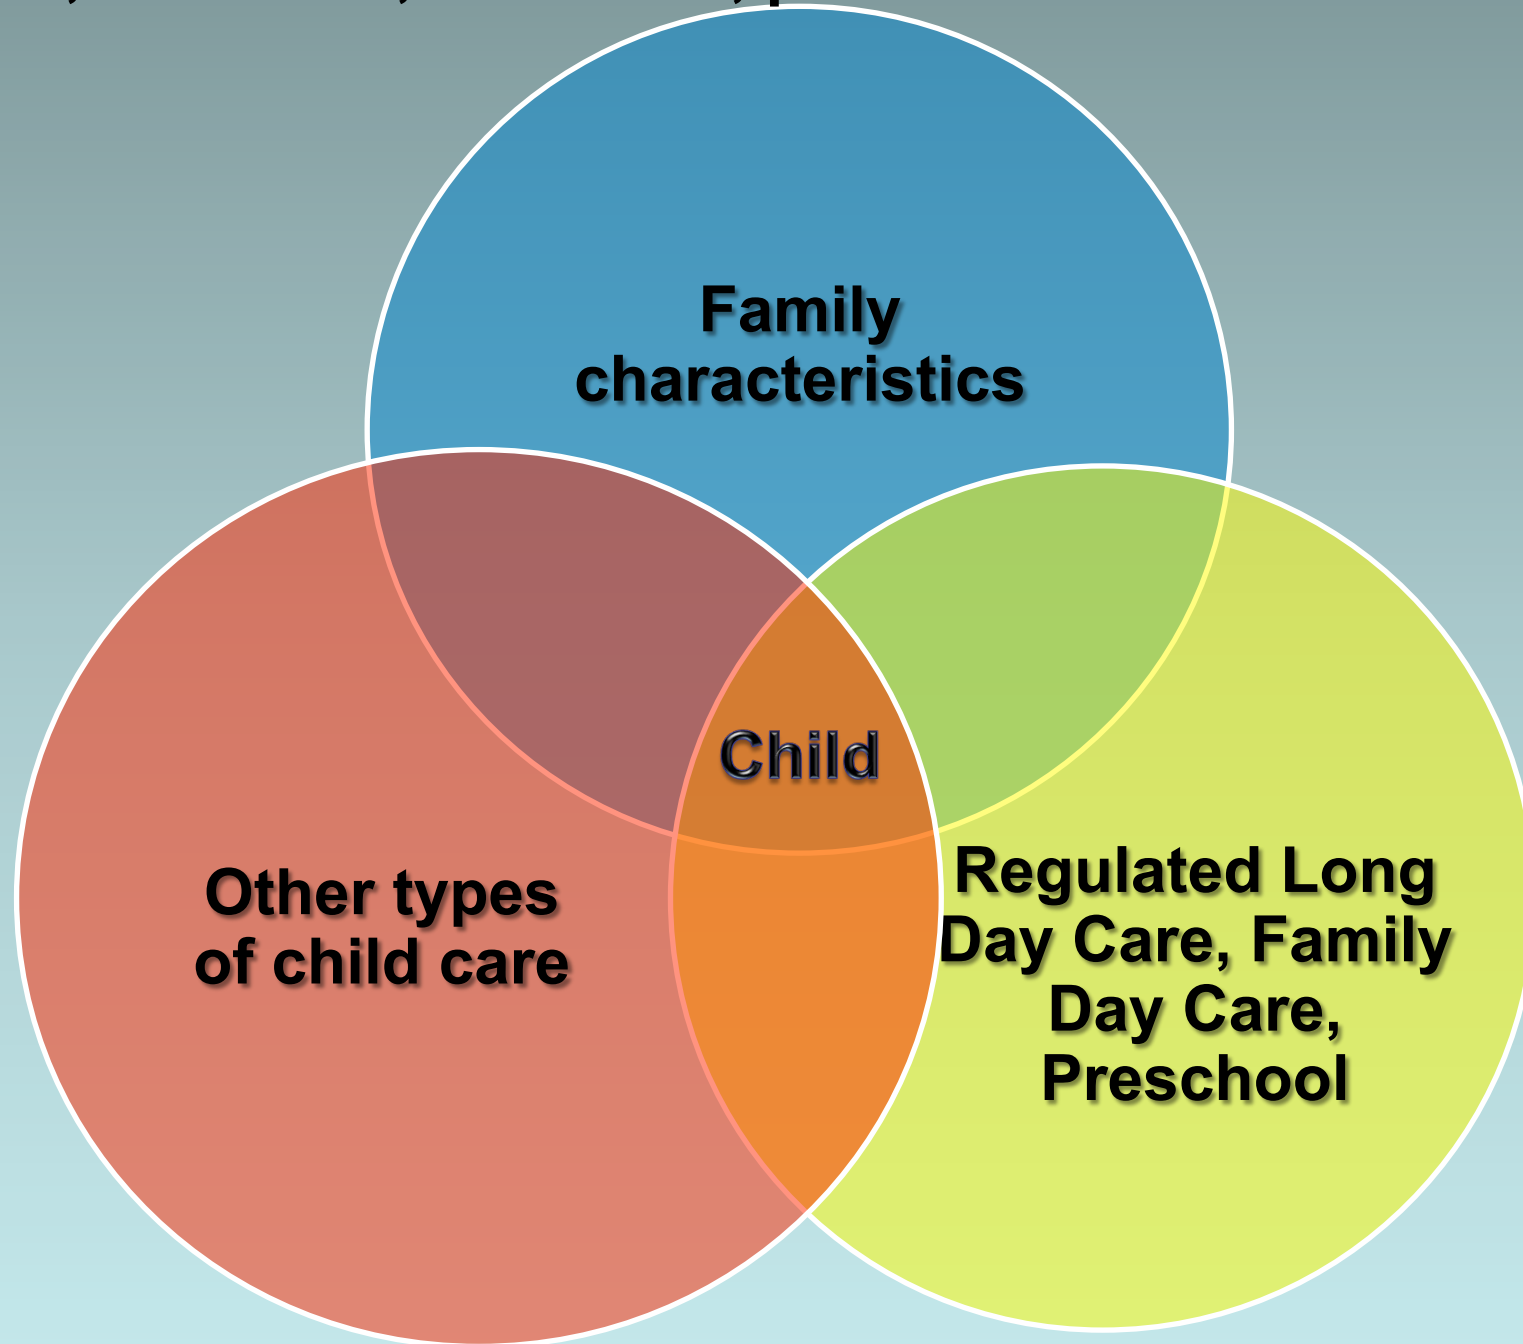 Family
characteristics
Child
Other types
of child care
Regulated Long
Day Care, Family
Day Care,
Preschool